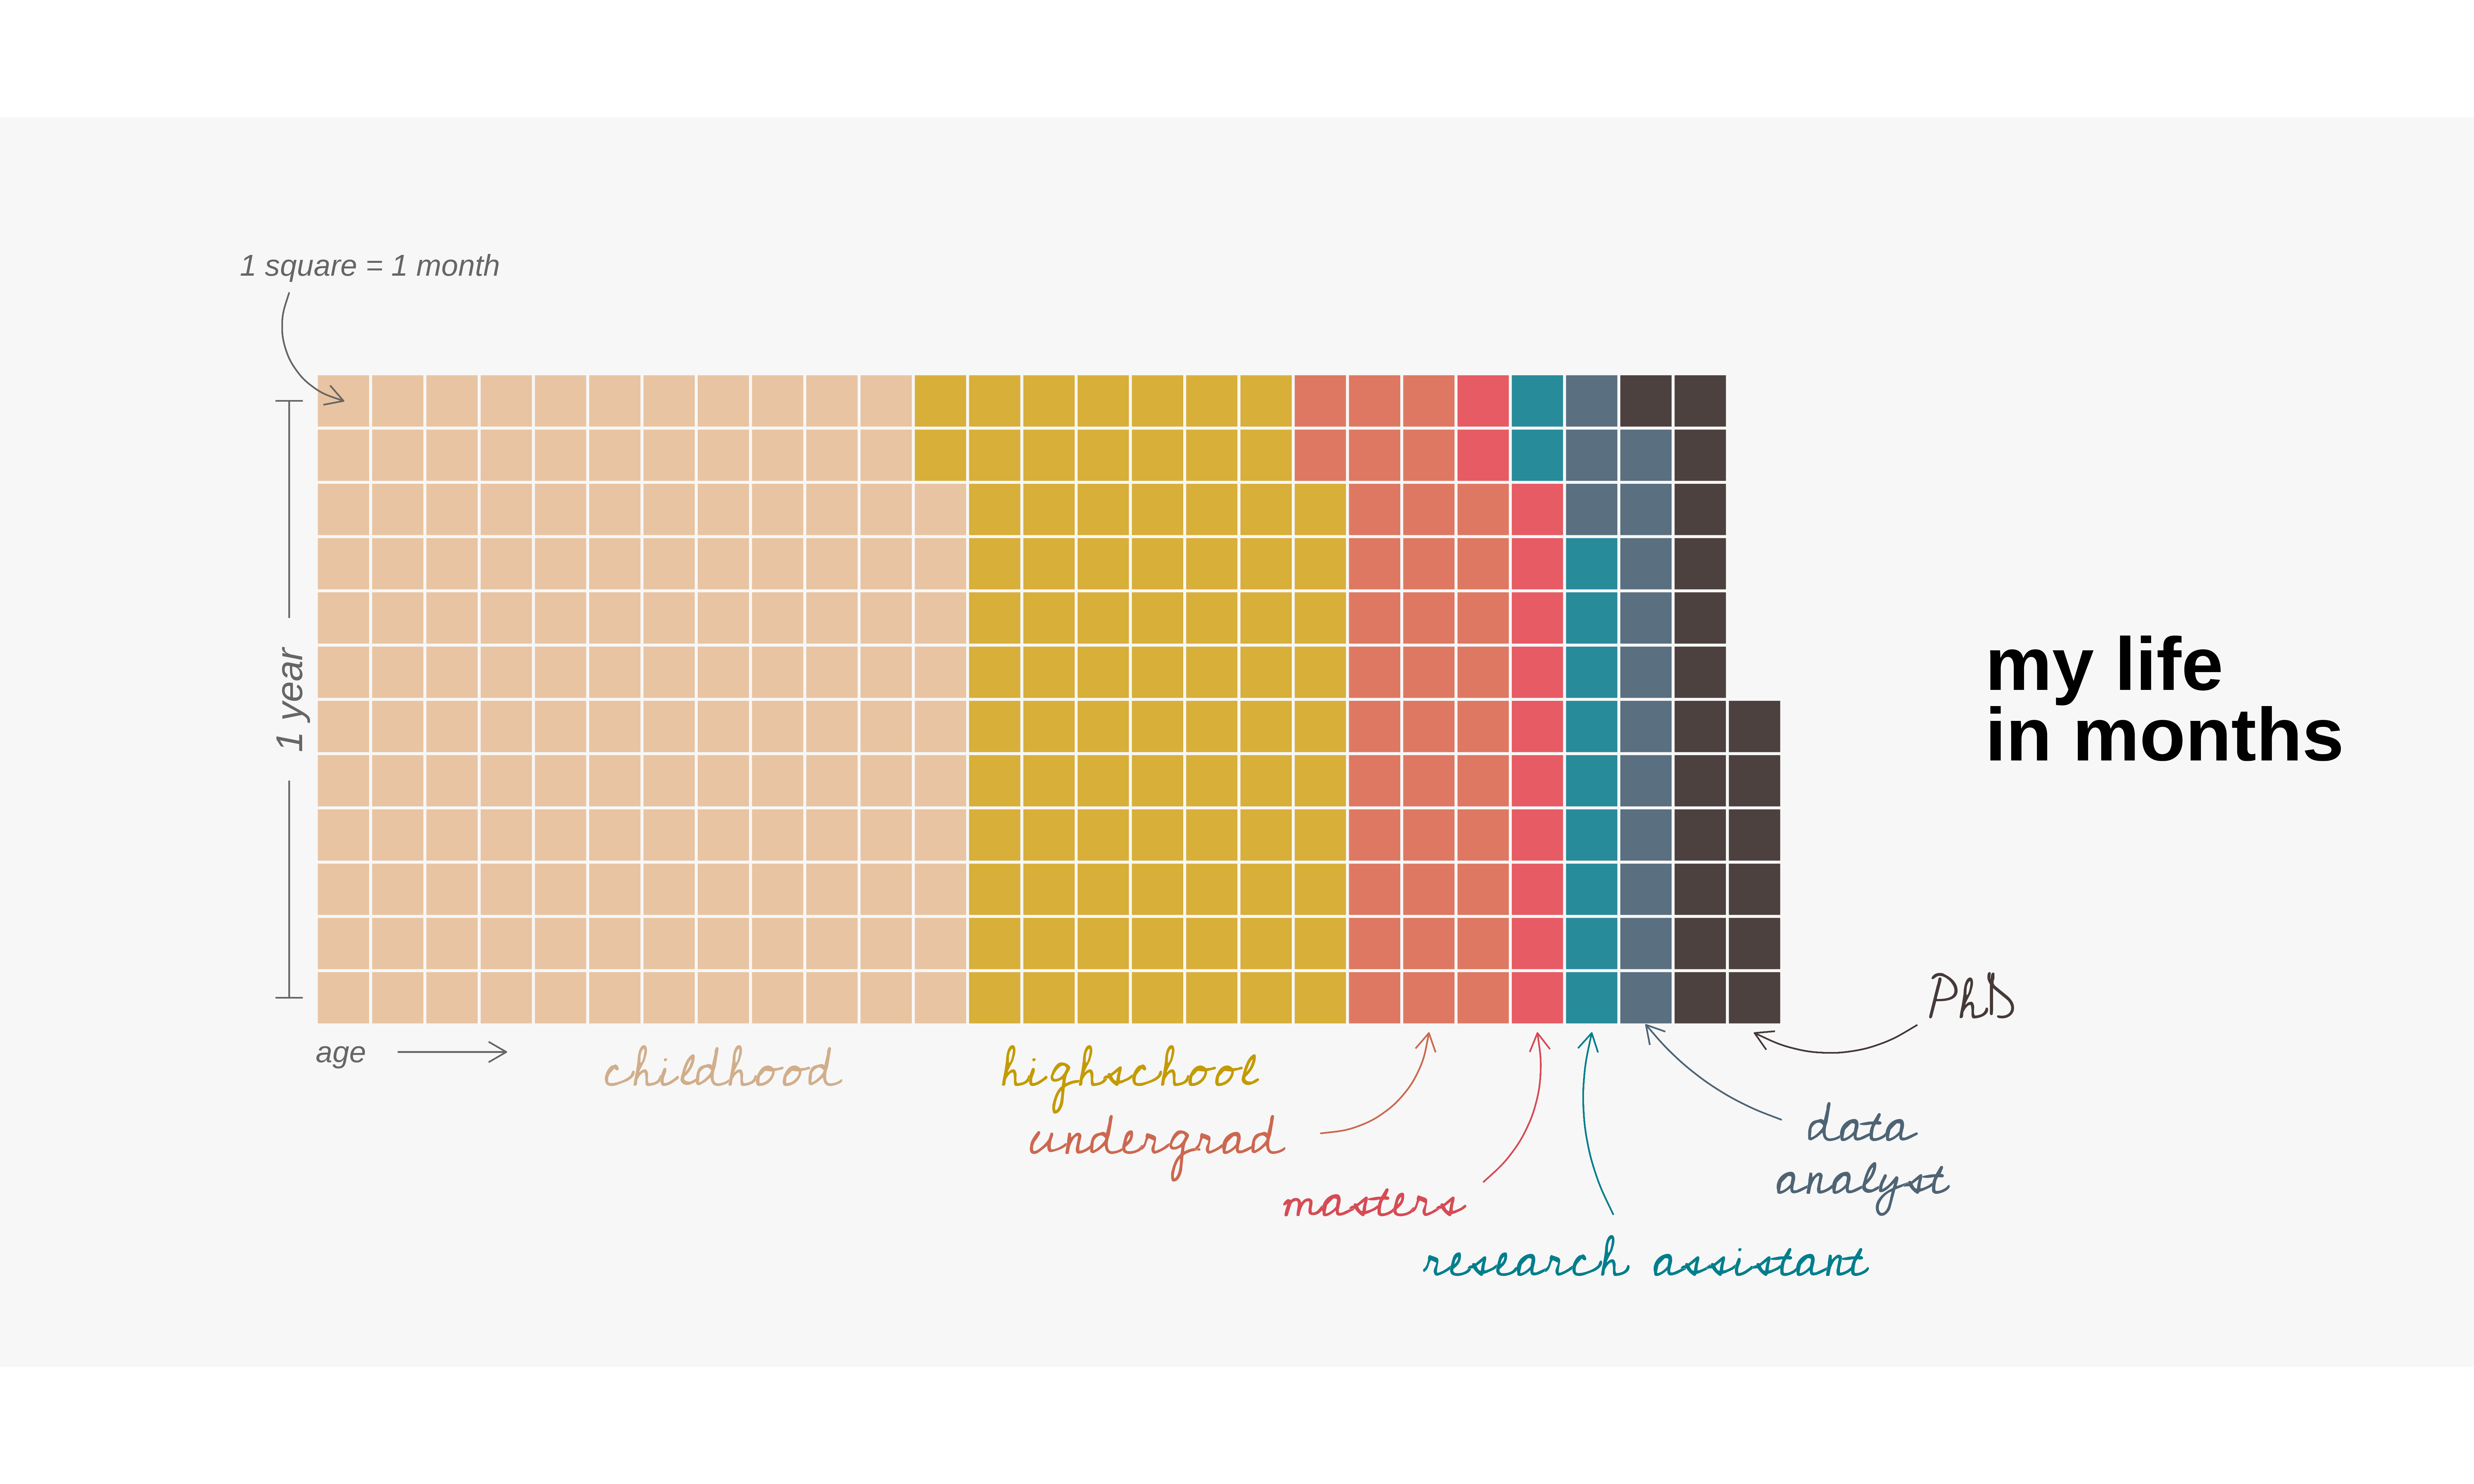 1 square = 1 month
1 year
my life
in months
age
childhood
highschool
undergrad
masters
research assistant
data
analyst
PhD